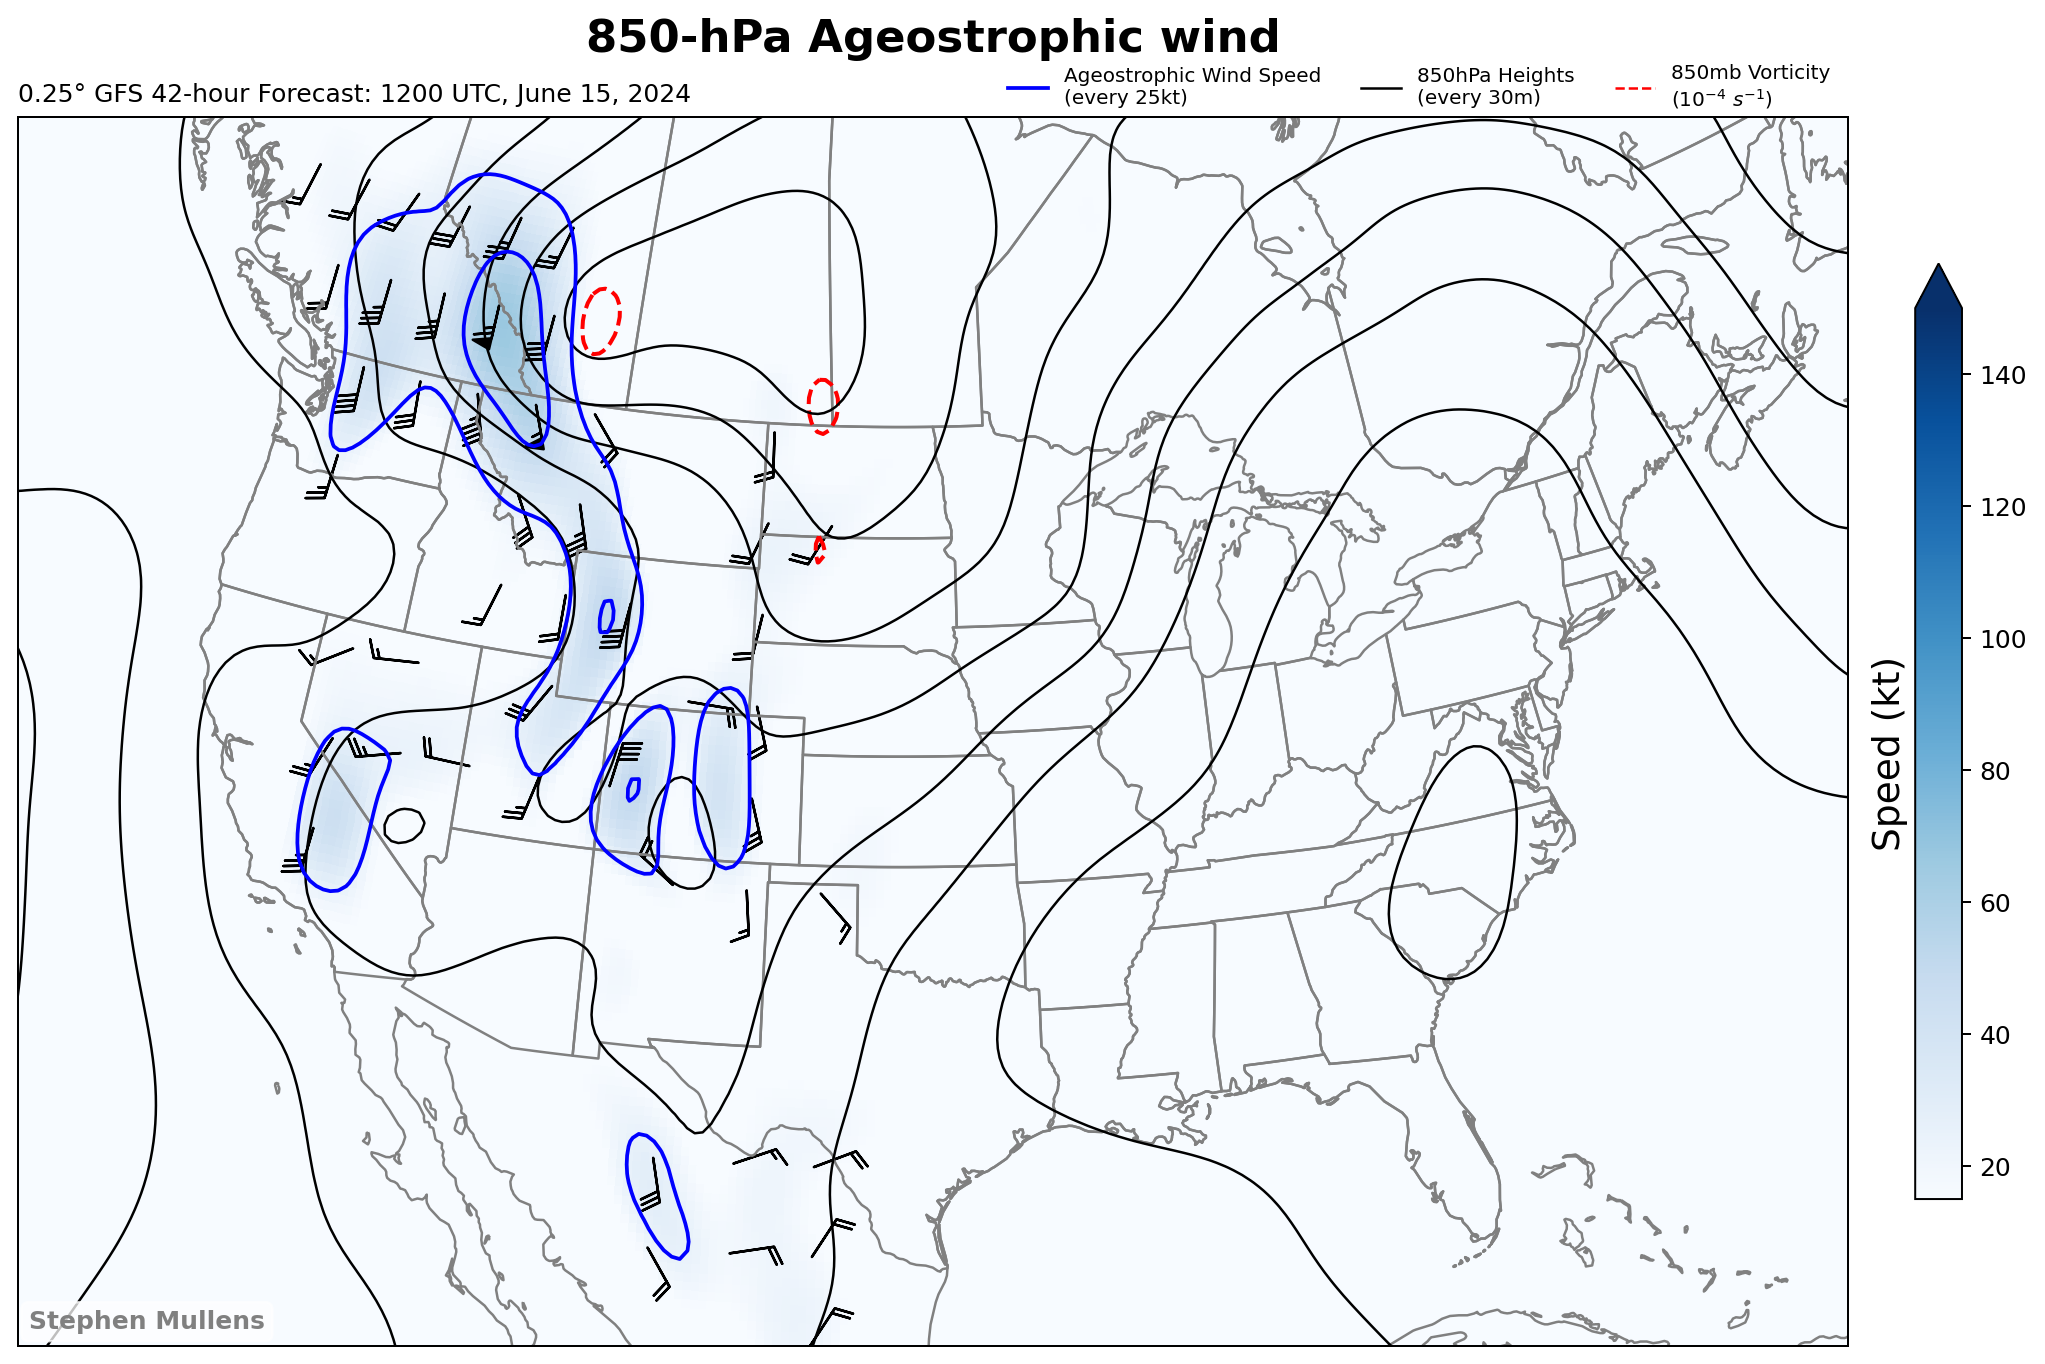 850-hPa Ageostrophic wind
0.25° GFS 42-hour Forecast: 1200 UTC, June 15, 2024
Ageostrophic Wind Speed
(every 25kt)
850hPa Heights
(every 30m)
850mb Vorticity
(10⁻⁴ s⁻¹)
140
120
100
80
60
40
20
Speed (kt)
Stephen Mullens